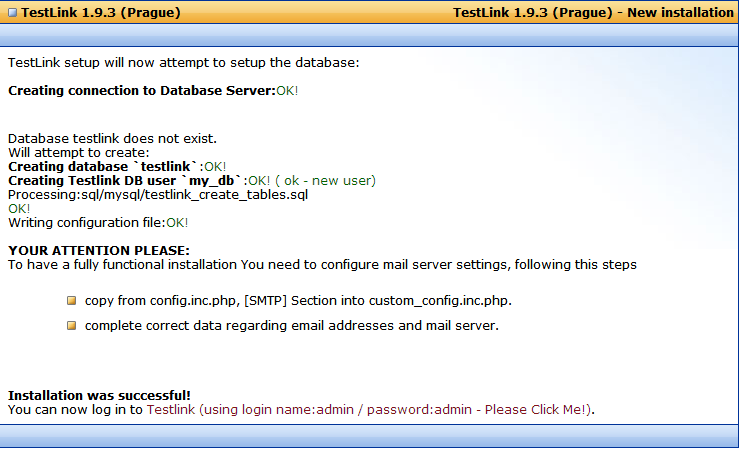 TestLink 1.9.3 (Prague) TestLink 1.9.3 (Prague) - New installation
TestLink setup will now attempt to setup the database:
Creating connection to Database Server:OK!
Database testlink does not exist.
Will attempt to create:
Creating database `testlink`:OK!
Creating Testlink DB user `my_db`:OK! ( ok - new user)
Processing:sql/mysql/testlink_create_tables.sql
OK!
Writing configuration file:OK!
YOUR ATTENTION PLEASE:
To have a fully functional installation You need to configure mail server settings, following this steps
copy from config.inc.php, [SMTP] Section into custom_config.inc.php.
complete correct data regarding email addresses and mail server.
Installation was successful!
You can now log in to Testlink (using login name:admin / password:admin - Please Click Me!).